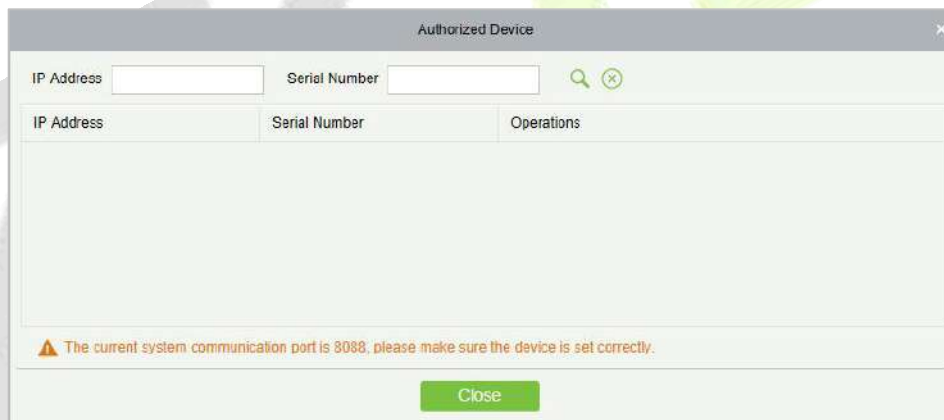 Authorized Device
IP Address Serial Number
IP Address Serial Number Operations
The current system communication port is 8088, please make sure the device is set correctly.
Close